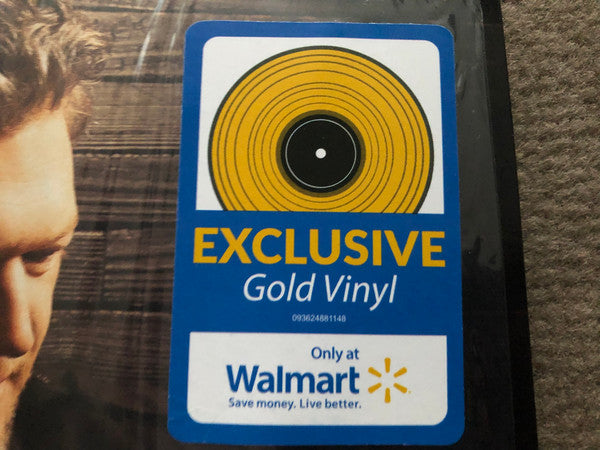 EXCLUSIVE
Gold Vinyl
093624881148
Only at
Walmart
Save money. Live better.